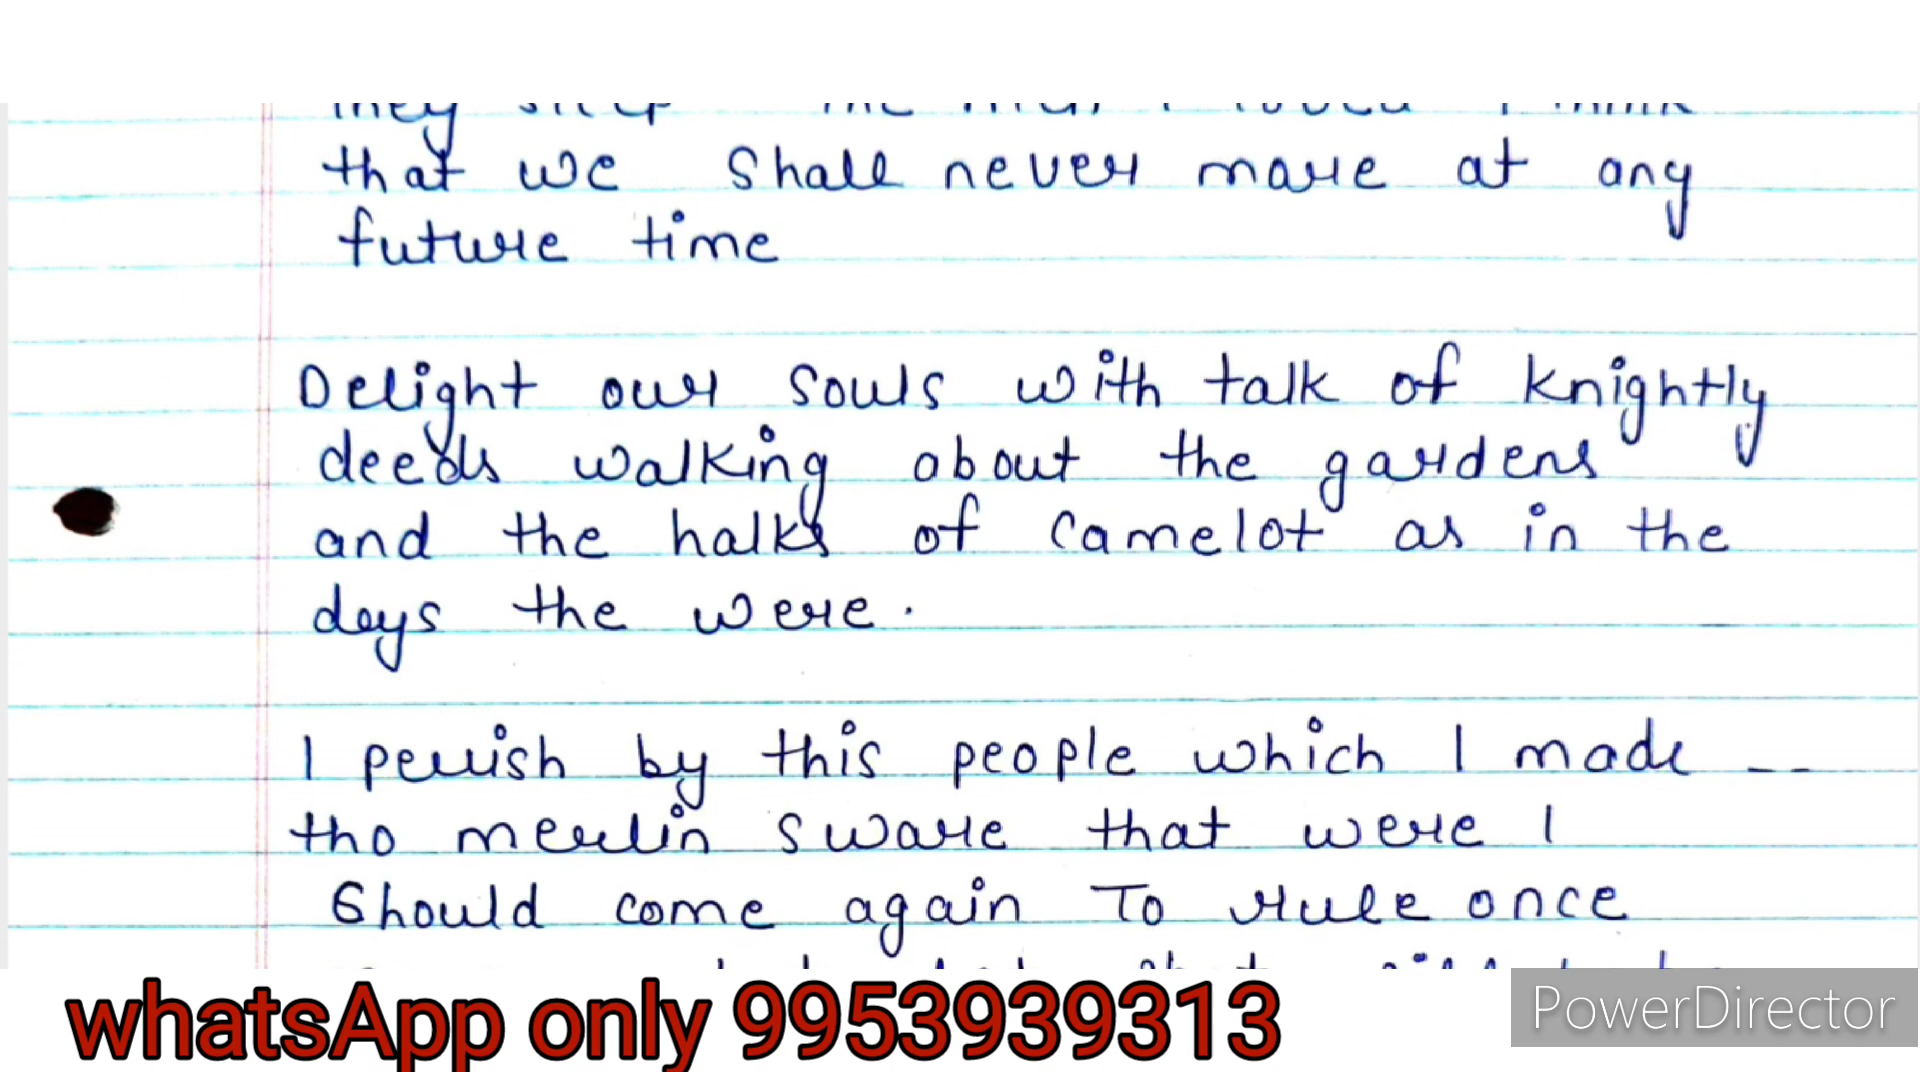 that we shall never more at any
future time
Delight our souls with talk of knightly
deeds walking about the gardens
and the halks of camelot as in the
days the were.
I perish by this people which I made --
tho merlin sware that were I
Should come again To rule once
whatsApp only 9953939313
PowerDirector